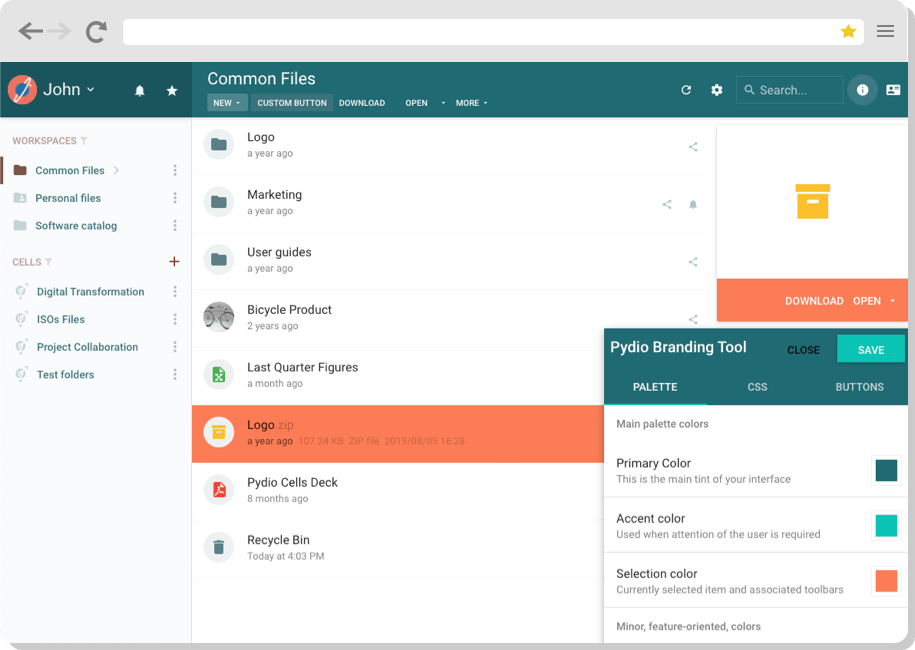 John
Common Files
NEW
CUSTOM BUTTON
DOWNLOAD
OPEN
MORE
Search...
WORKSPACES
Common Files
Personal files
Software catalog
CELLS
Digital Transformation
ISOs Files
Project Collaboration
Test folders
Logo
a year ago
Marketing
a year ago
User guides
a year ago
Bicycle Product
2 years ago
Last Quarter Figures
a month ago
Logo.zip
a year ago 107.24 KB ZIP file 2019/08/05 16:28
Pydio Cells Deck
8 months ago
Recycle Bin
Today at 4:03 PM
DOWNLOAD OPEN
Pydio Branding Tool
CLOSE
SAVE
PALETTE
CSS
BUTTONS
Main palette colors
Primary Color
This is the main tint of your interface
Accent color
Used when attention of the user is required
Selection color
Currently selected item and associated toolbars
Minor, feature-oriented, colors